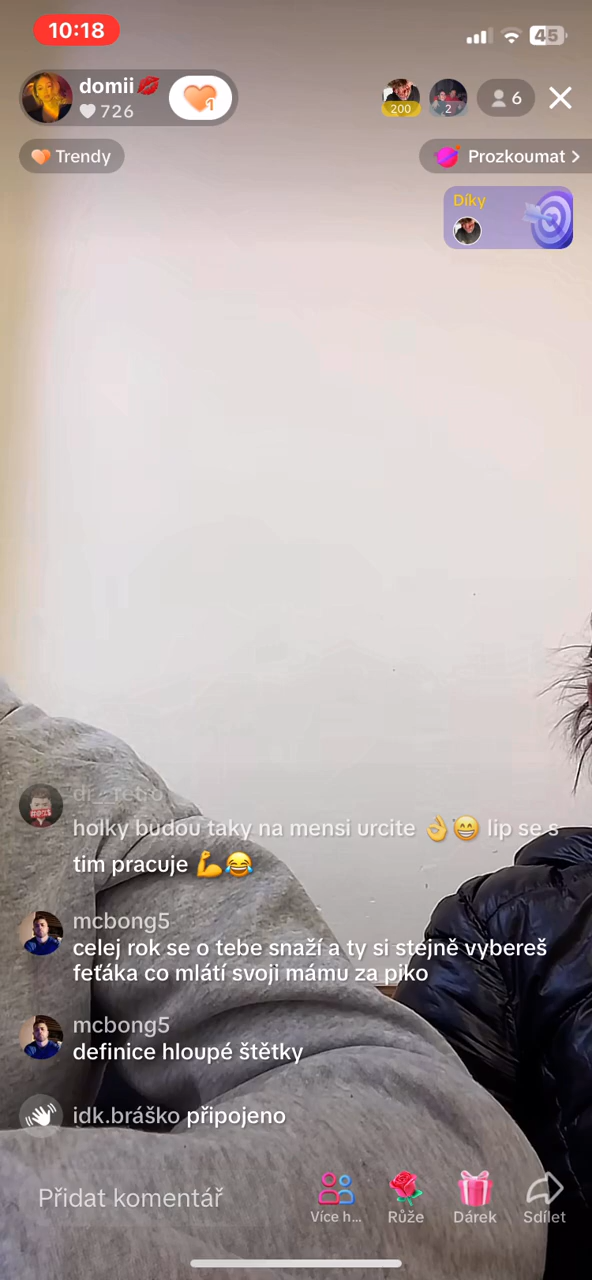 10:18
45
domii💋
726
1
200
2
6
Trendy
Prozkoumat >
Díky
dr__retro
holky budou taky na mensi urcite 👌😁 lip se s
tim pracuje 💪😂
mcbong5
celej rok se o tebe snaží a ty si stejně vybereš
feťáka co mlátí svoji mámu za piko
mcbong5
definice hloupé štětky
idk.bráško připojeno
Přidat komentář
Více h...
Růže
Dárek
Sdílet